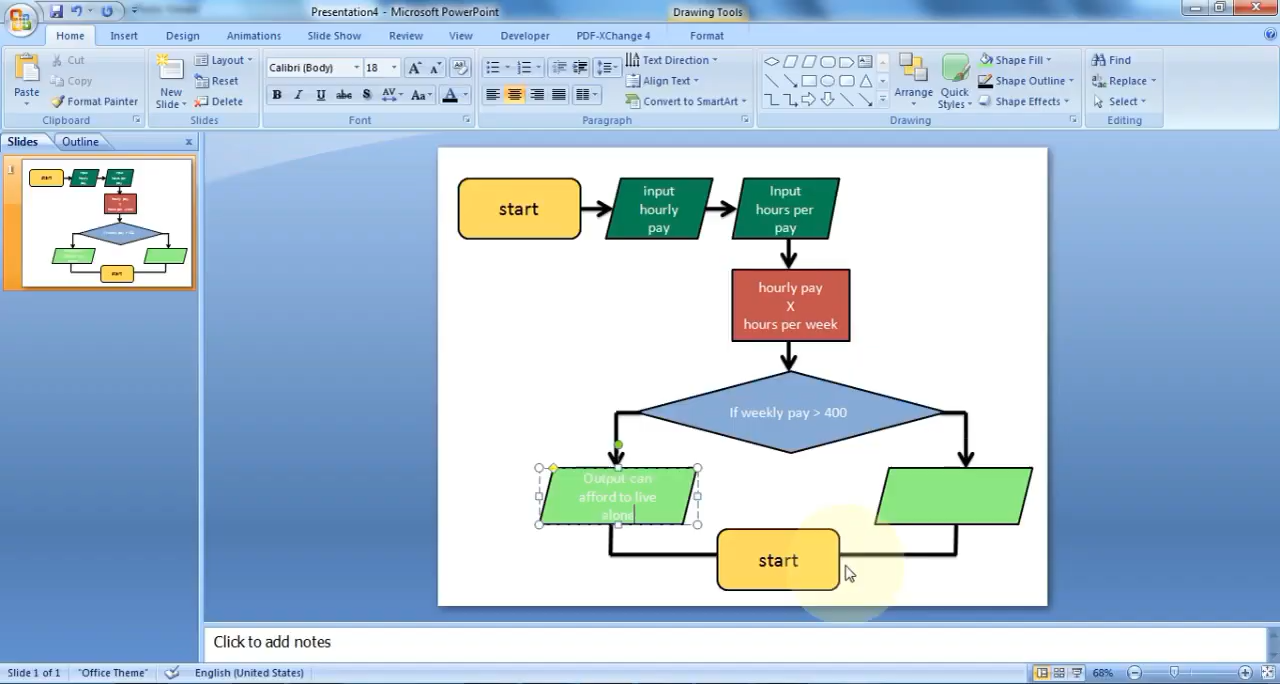 Presentation4 - Microsoft PowerPoint
Drawing Tools
Home Insert Design Animations Slide Show Review View Developer PDF-XChange 4 Format
Paste
Cut
Copy
Format Painter
Clipboard
New Slide
Layout
Reset
Delete
Slides
Calibri (Body) 18
B I U abc S AV Aa A
Font
Text Direction
Align Text
Convert to SmartArt
Paragraph
Arrange
Quick Styles
Shape Fill
Shape Outline
Shape Effects
Drawing
Find
Replace
Select
Editing
Slides Outline x
1
start
input
hourly
pay
Input
hours per
pay
hourly pay
X
hours per week
If weekly pay > 400
Output can
afford to live
alone
start
Click to add notes
Slide 1 of 1 "Office Theme" English (United States) 68%